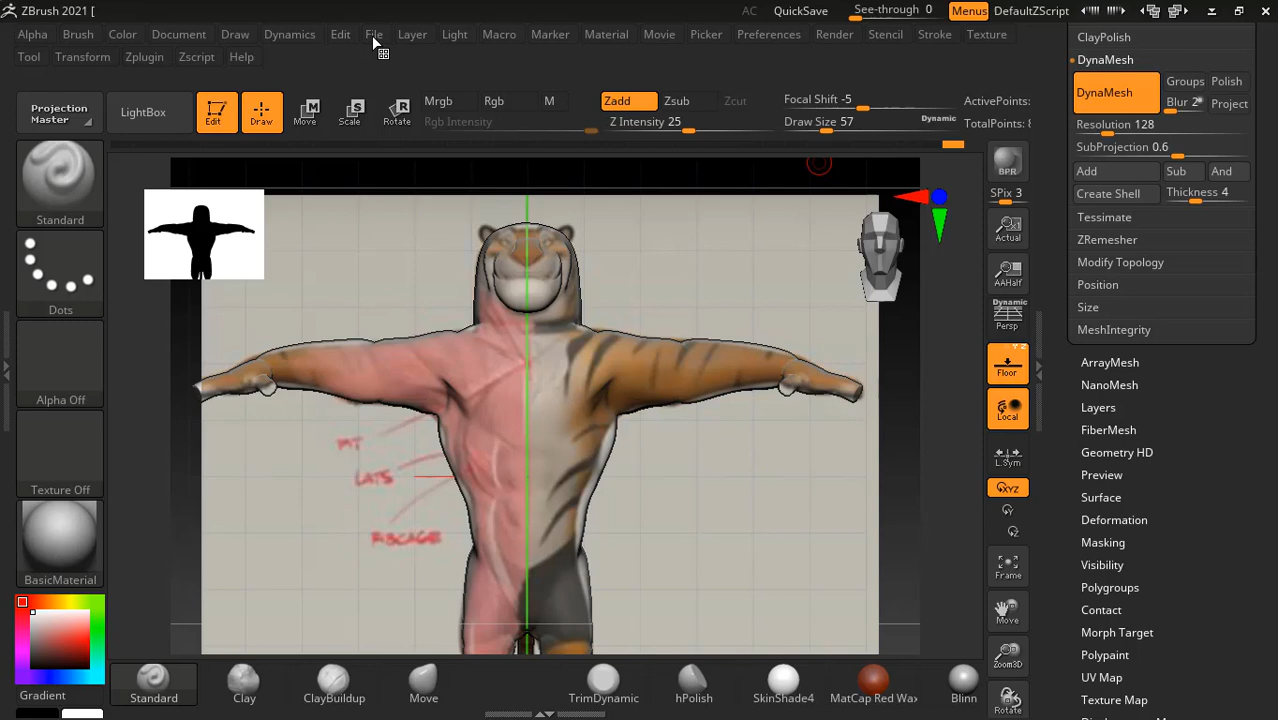 ZBrush 2021 [
AC QuickSave See-through 0 Menus DefaultZScript
Alpha Brush Color Document Draw Dynamics Edit File Layer Light Macro Marker Material Movie Picker Preferences Render Stencil Stroke Texture
Tool Transform Zplugin Zscript Help
Projection Master
LightBox
Edit
Draw
Move
Scale
Rotate
Mrgb Rgb M
Rgb Intensity
Zadd Zsub Zcut
Z Intensity 25
Focal Shift -5
Draw Size 57
Dynamic
ActivePoints:
TotalPoints: 8
Standard
Dots
Alpha Off
Texture Off
BasicMaterial
Gradient
LATS
RIBCAGE
BPR
SPix 3
Actual
AAHalf
Dynamic
Persp
Floor
Local
L.Sym
XYZ
Y
Z
Frame
Move
Zoom3D
Rotate
ClayPolish
DynaMesh
DynaMesh
Groups Polish
Blur 2 Project
Resolution 128
SubProjection 0.6
Add Sub And
Create Shell Thickness 4
Tessimate
ZRemesher
Modify Topology
Position
Size
MeshIntegrity
ArrayMesh
NanoMesh
Layers
FiberMesh
Geometry HD
Preview
Surface
Deformation
Masking
Visibility
Polygroups
Contact
Morph Target
Polypaint
UV Map
Texture Map
Standard Clay ClayBuildup Move TrimDynamic hPolish SkinShade4 MatCap Red Wax Blinn